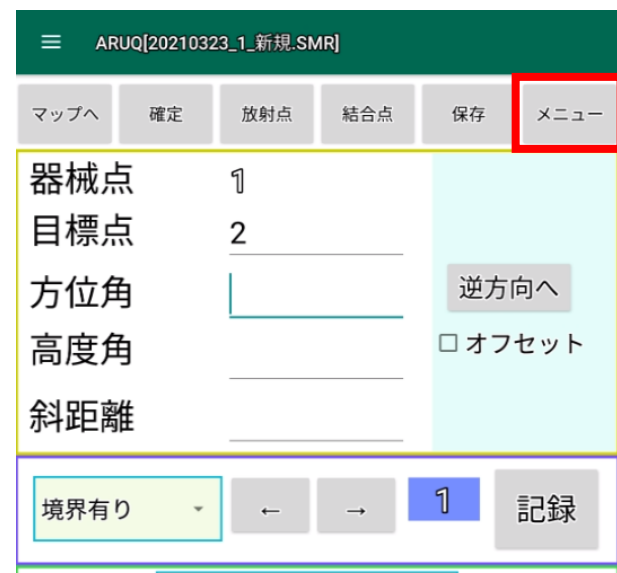 ARUQ[20210323_1_新規.SMR]
マップへ 確定 放射点 結合点 保存 メニュー
器械点 1
目標点 2
方位角 逆方向へ
高度角 オフセット
斜距離
境界有り ← → 1 記録